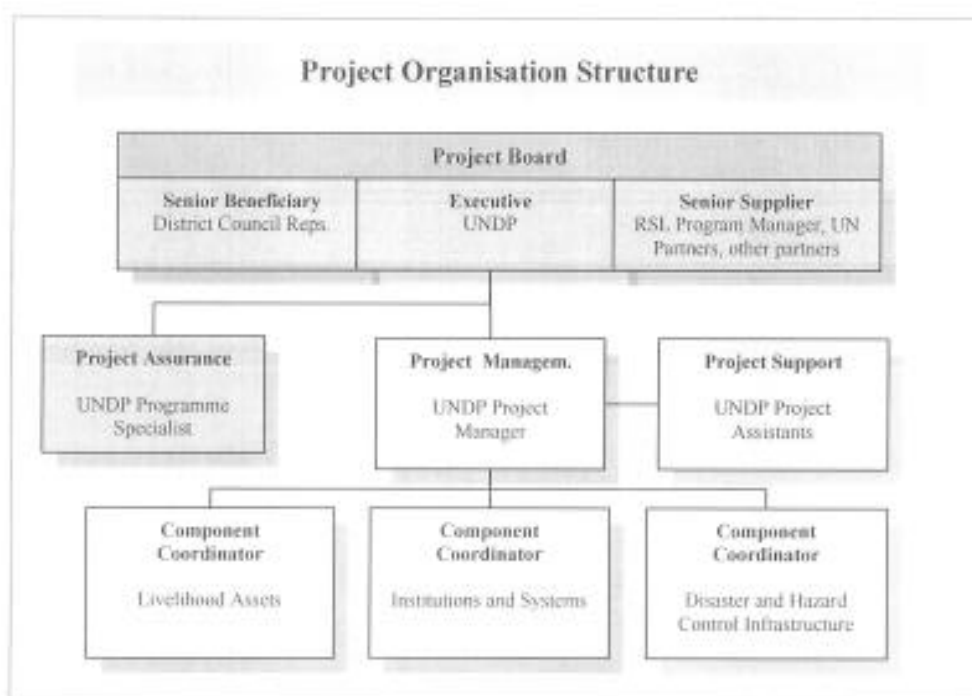 Project Organisation Structure
Project Board
Senior Beneficiary
District Council Reps.
Executive
UNDP
Senior Supplier
RSL Program Manager, UN
Partners, other partners
Project Assurance
UNDP Programme
Specialist
Project Managem.
UNDP Project
Manager
Project Support
UNDP Project
Assistants
Component
Coordinator
Livelihood Assets
Component
Coordinator
Institutions and Systems
Component
Coordinator
Disaster and Hazard
Control Infrastructure